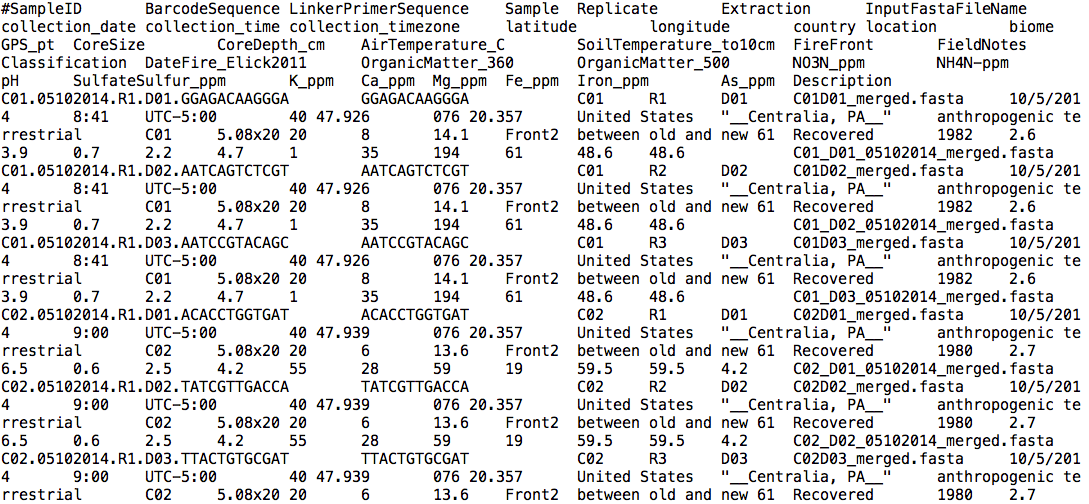 #SampleID BarcodeSequence LinkerPrimerSequence Sample Replicate Extraction InputFastaFileName
collection_date collection_time collection_timezone latitude longitude country location biome
GPS_pt CoreSize CoreDepth_cm AirTemperature_C SoilTemperature_to10cm FireFront FieldNotes
Classification DateFire_Elick2011 OrganicMatter_360 OrganicMatter_500 NO3N_ppm NH4N-ppm
pH SulfateSulfur_ppm K_ppm Ca_ppm Mg_ppm Fe_ppm Iron_ppm As_ppm Description
C01.05102014.R1.D01.GGAGACAAGGGA GGAGACAAGGGA C01 R1 D01 C01D01_merged.fasta 10/5/201
4 8:41 UTC-5:00 40 47.926 076 20.357 United States "__Centralia, PA__" anthropogenic te
rrestrial C01 5.08x20 20 8 14.1 Front2 between old and new 61 Recovered 1982 2.6
3.9 0.7 2.2 4.7 1 35 194 61 48.6 48.6 C01_D01_05102014_merged.fasta
C01.05102014.R1.D02.AATCAGTCTCGT AATCAGTCTCGT C01 R2 D02 C01D02_merged.fasta 10/5/201
4 8:41 UTC-5:00 40 47.926 076 20.357 United States "__Centralia, PA__" anthropogenic te
rrestrial C01 5.08x20 20 8 14.1 Front2 between old and new 61 Recovered 1982 2.6
3.9 0.7 2.2 4.7 1 35 194 61 48.6 48.6 C01_D02_05102014_merged.fasta
C01.05102014.R1.D03.AATCCGTACAGC AATCCGTACAGC C01 R3 D03 C01D03_merged.fasta 10/5/201
4 8:41 UTC-5:00 40 47.926 076 20.357 United States "__Centralia, PA__" anthropogenic te
rrestrial C01 5.08x20 20 8 14.1 Front2 between old and new 61 Recovered 1982 2.6
3.9 0.7 2.2 4.7 1 35 194 61 48.6 48.6 C01_D03_05102014_merged.fasta
C02.05102014.R1.D01.ACACCTGGTGAT ACACCTGGTGAT C02 R1 D01 C02D01_merged.fasta 10/5/201
4 9:00 UTC-5:00 40 47.939 076 20.357 United States "__Centralia, PA__" anthropogenic te
rrestrial C02 5.08x20 20 6 13.6 Front2 between old and new 61 Recovered 1980 2.7
6.5 0.6 2.5 4.2 55 28 59 19 59.5 59.5 4.2 C02_D01_05102014_merged.fasta
C02.05102014.R1.D02.TATCGTTGACCA TATCGTTGACCA C02 R2 D02 C02D02_merged.fasta 10/5/201
4 9:00 UTC-5:00 40 47.939 076 20.357 United States "__Centralia, PA__" anthropogenic te
rrestrial C02 5.08x20 20 6 13.6 Front2 between old and new 61 Recovered 1980 2.7
6.5 0.6 2.5 4.2 55 28 59 19 59.5 59.5 4.2 C02_D02_05102014_merged.fasta
C02.05102014.R1.D03.TTACTGTGCGAT TTACTGTGCGAT C02 R3 D03 C02D03_merged.fasta 10/5/201
4 9:00 UTC-5:00 40 47.939 076 20.357 United States "__Centralia, PA__" anthropogenic te
rrestrial C02 5.08x20 20 6 13.6 Front2 between old and new 61 Recovered 1980 2.7